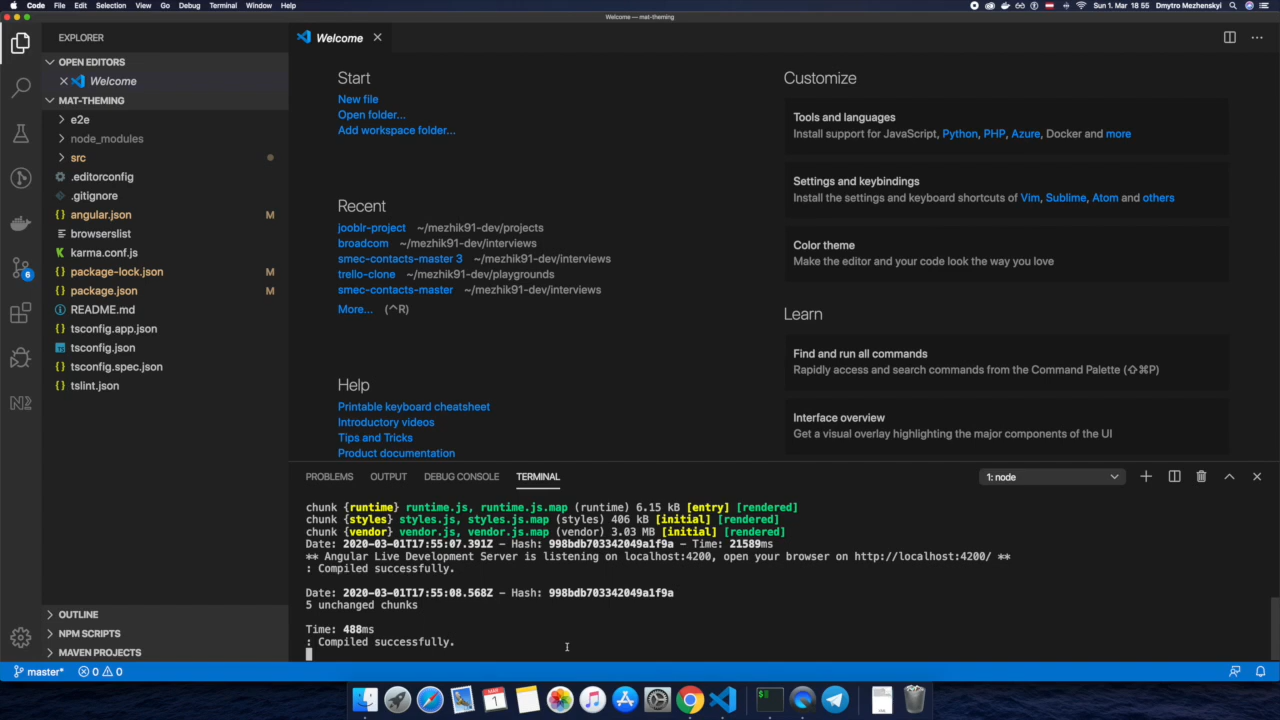 Code File Edit Selection View Go Debug Terminal Window Help Sun 1. Mar 18 55 Dmytro Mezhenskyi
Welcome — mat-theming
EXPLORER
OPEN EDITORS
Welcome
MAT-THEMING
e2e
node_modules
src
.editorconfig
.gitignore
{} angular.json M
browserslist
karma.conf.js
{} package-lock.json M
{} package.json M
README.md
{} tsconfig.app.json
TS tsconfig.json
{} tsconfig.spec.json
{} tslint.json
OUTLINE
NPM SCRIPTS
MAVEN PROJECTS
6
Welcome
Start
New file
Open folder...
Add workspace folder...
Recent
jooblr-project ~/mezhik91-dev/projects
broadcom ~/mezhik91-dev/interviews
smec-contacts-master 3 ~/mezhik91-dev/interviews
trello-clone ~/mezhik91-dev/playgrounds
smec-contacts-master ~/mezhik91-dev/interviews
More... (^R)
Help
Printable keyboard cheatsheet
Introductory videos
Tips and Tricks
Product documentation
Customize
Tools and languages
Install support for JavaScript, Python, PHP, Azure, Docker and more
Settings and keybindings
Install the settings and keyboard shortcuts of Vim, Sublime, Atom and others
Color theme
Make the editor and your code look the way you love
Learn
Find and run all commands
Rapidly access and search commands from the Command Palette (⇧⌘P)
Interface overview
Get a visual overlay highlighting the major components of the UI
PROBLEMS OUTPUT DEBUG CONSOLE TERMINAL 1: node
chunk {runtime} runtime.js, runtime.js.map (runtime) 6.15 kB [entry] [rendered]
chunk {styles} styles.js, styles.js.map (styles) 406 kB [initial] [rendered]
chunk {vendor} vendor.js, vendor.js.map (vendor) 3.03 MB [initial] [rendered]
Date: 2020-03-01T17:55:07.391Z - Hash: 998bdb703342049a1f9a - Time: 21589ms
** Angular Live Development Server is listening on localhost:4200, open your browser on http://localhost:4200/ **
: Compiled successfully.
Date: 2020-03-01T17:55:08.568Z - Hash: 998bdb703342049a1f9a
5 unchanged chunks
Time: 488ms
: Compiled successfully.
master* 0 0